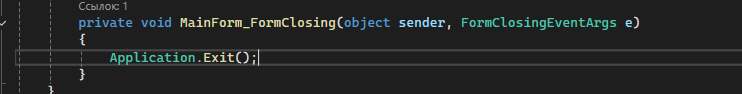 Ссылок: 1
private void MainForm_FormClosing(object sender, FormClosingEventArgs e)
{
Application.Exit();
}
}